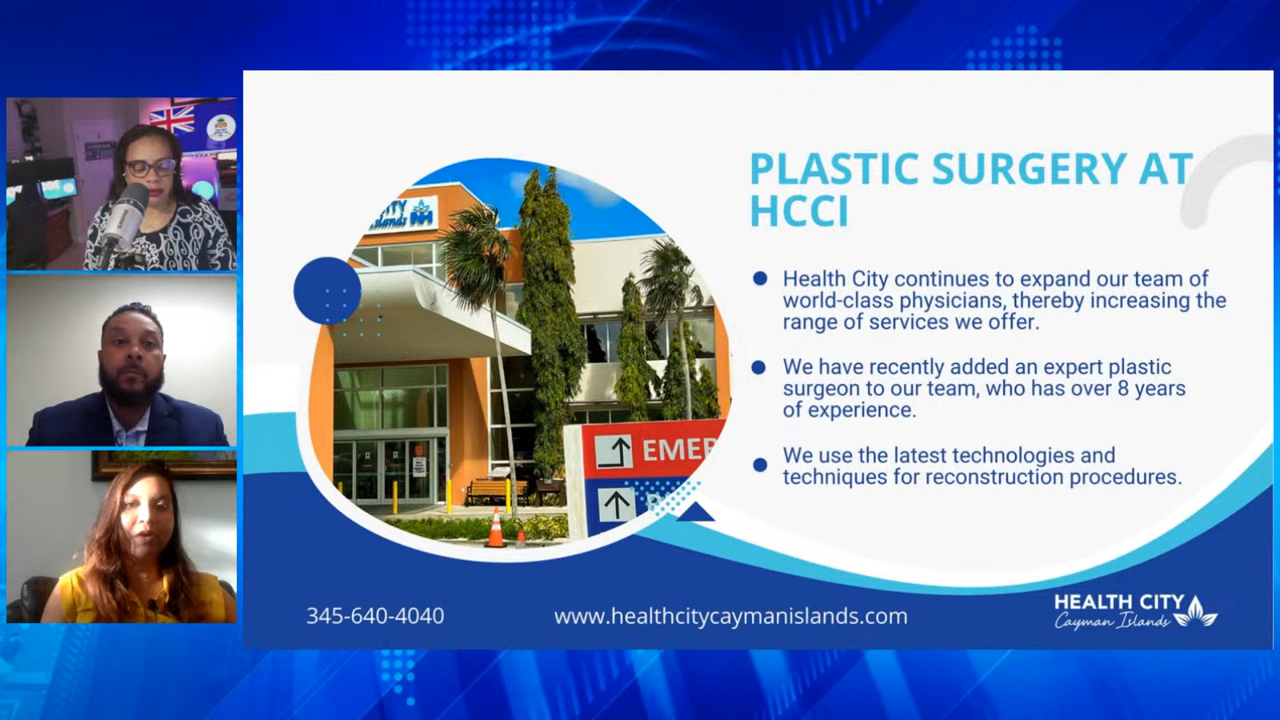 PLASTIC SURGERY AT
HCCI
Health City continues to expand our team of
world-class physicians, thereby increasing the
range of services we offer.
We have recently added an expert plastic
surgeon to our team, who has over 8 years
of experience.
We use the latest technologies and
techniques for reconstruction procedures.
CITY
EMER
345-640-4040
www.healthcitycaymanislands.com
HEALTH CITY
Cayman Islands